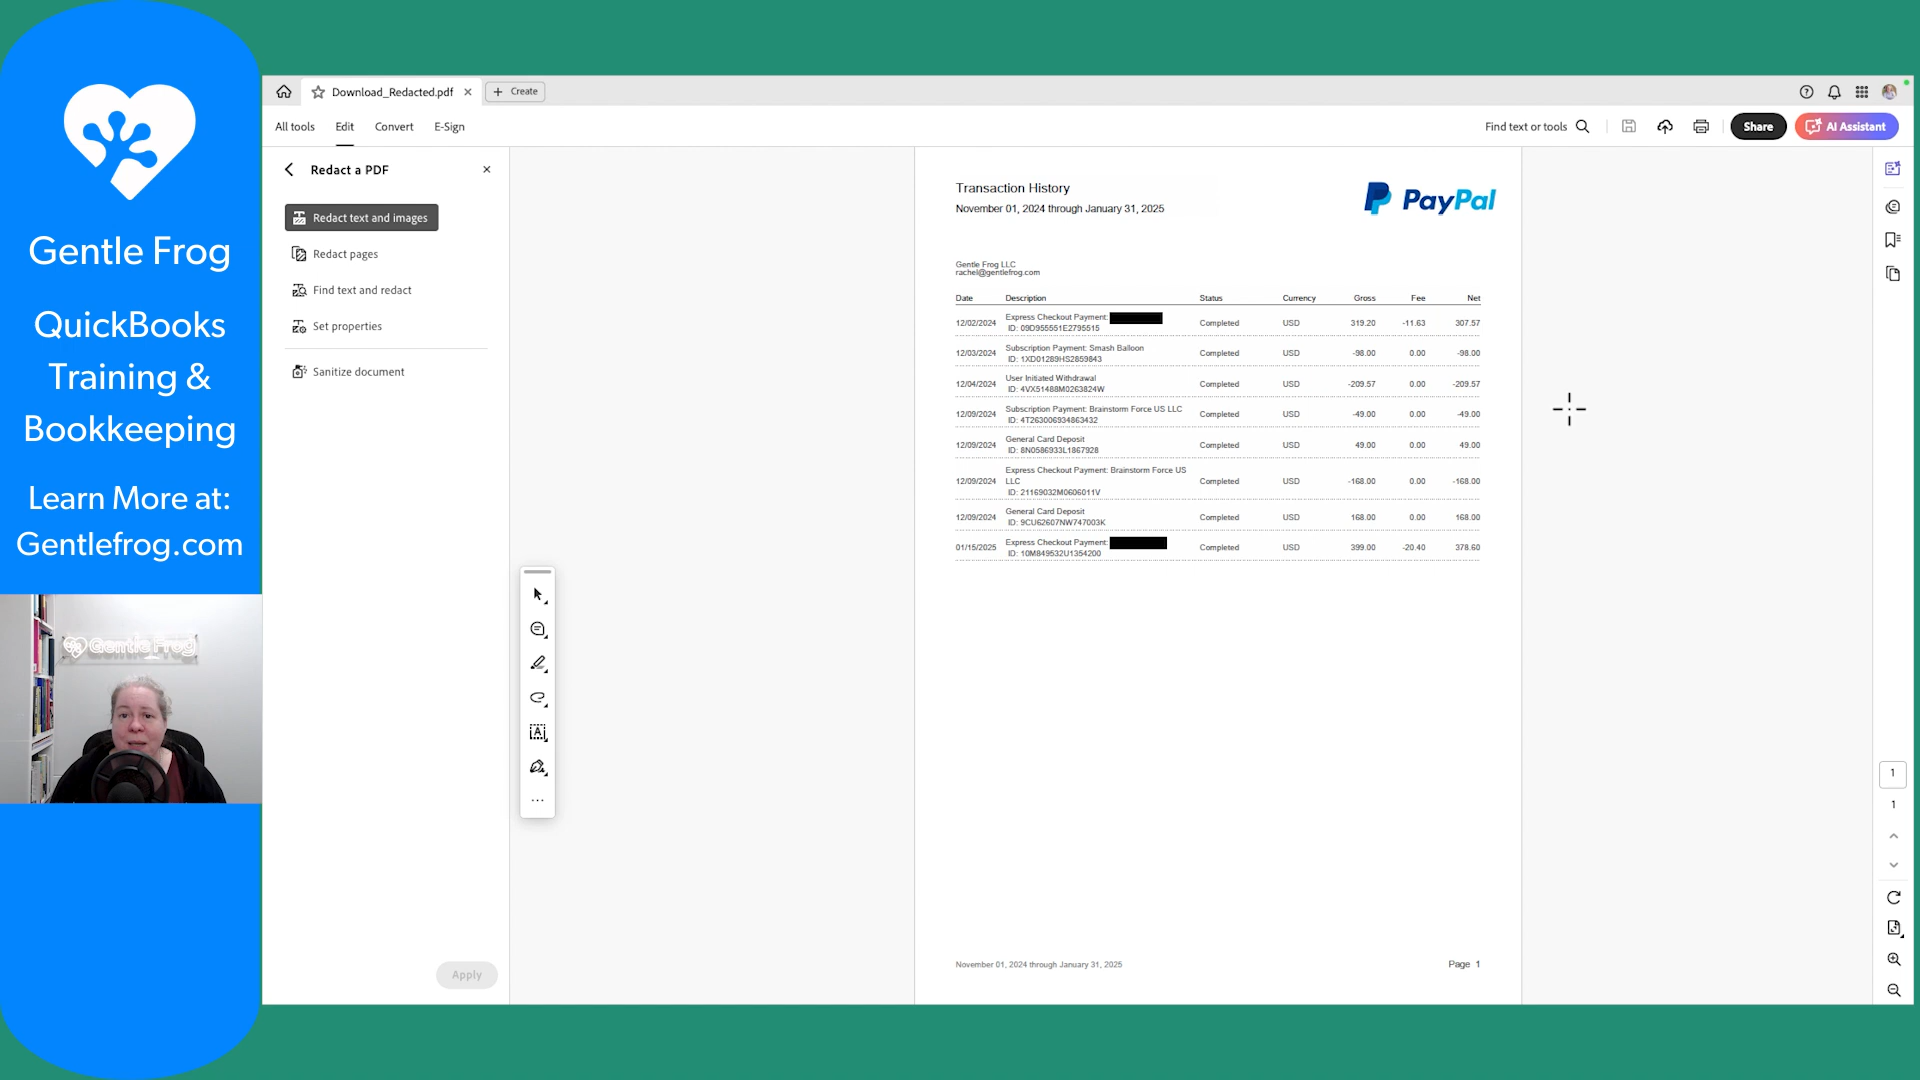 Gentle Frog
QuickBooks
Training &
Bookkeeping
Learn More at:
Gentlefrog.com
Gentle Frog
Download_Redacted.pdf
Create
All tools
Edit
Convert
E-Sign
Find text or tools
Share
AI Assistant
Redact a PDF
Redact text and images
Redact pages
Find text and redact
Set properties
Sanitize document
Apply
Transaction History
November 01, 2024 through January 31, 2025
PayPal
Gentle Frog LLC
rachel@gentlefrog.com
Date Description Status Currency Gross Fee Net
12/02/2024 Express Checkout Payment: Completed USD 319.20 -11.63 307.57
ID: 09D955551E2795515
12/03/2024 Subscription Payment: Smash Balloon Completed USD -98.00 0.00 -98.00
ID: 1XD01289HS2859843
12/04/2024 User Initiated Withdrawal Completed USD -209.57 0.00 -209.57
ID: 4VX51488M0263824W
12/09/2024 Subscription Payment: Brainstorm Force US LLC Completed USD -49.00 0.00 -49.00
ID: 4T263006934863432
12/09/2024 General Card Deposit Completed USD 49.00 0.00 49.00
ID: 8N0586933L1867928
12/09/2024 Express Checkout Payment: Brainstorm Force US Completed USD -168.00 0.00 -168.00
LLC
ID: 21169032M0606011V
12/09/2024 General Card Deposit Completed USD 168.00 0.00 168.00
ID: 9CU62607NW747003K
01/15/2025 Express Checkout Payment: Completed USD 399.00 -20.40 378.60
ID: 10M849532U1354200
November 01, 2024 through January 31, 2025
Page 1
1
1